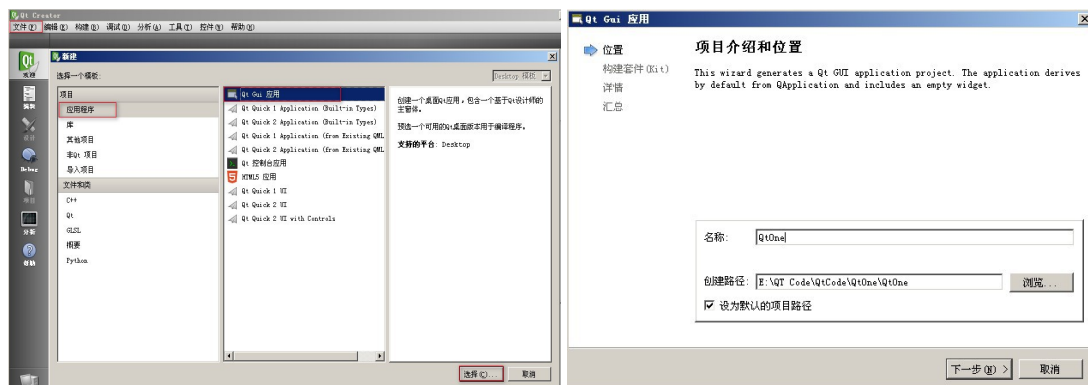 Qt Creator
文件(F) 编辑(E) 构建(B) 调试(D) 分析(A) 工具(T) 控件(W) 帮助(H)
新建
选择一个模板:
Desktop 模板
项目
应用程序
库
其他项目
非Qt 项目
导入项目
文件和类
C++
Qt
GLSL
概要
Python
Qt Gui 应用
Qt Quick 1 Application (Built-in Types)
Qt Quick 2 Application (Built-in Types)
Qt Quick 1 Application (from Existing QML
Qt Quick 2 Application (from Existing QML
Qt 控制台应用
HTML5 应用
Qt Quick 1 UI
Qt Quick 2 UI
Qt Quick 2 UI with Controls
创建一个桌面Qt应用，包含一个基于Qt设计师的
主窗体。
预选一个可用的Qt桌面版本用于编译程序。
支持的平台: Desktop
选择(C)...
取消
Qt
欢迎
编辑
设计
Debug
项目
分析
帮助
Qt Gui 应用
位置
构建套件(Kit)
详情
汇总
项目介绍和位置
This wizard generates a Qt GUI application project. The application derives
by default from QApplication and includes an empty widget.
名称: QtOne
创建路径: E:\QT Code\QtCode\QtOne\QtOne
浏览...
设为默认的项目路径
下一步(N) >
取消